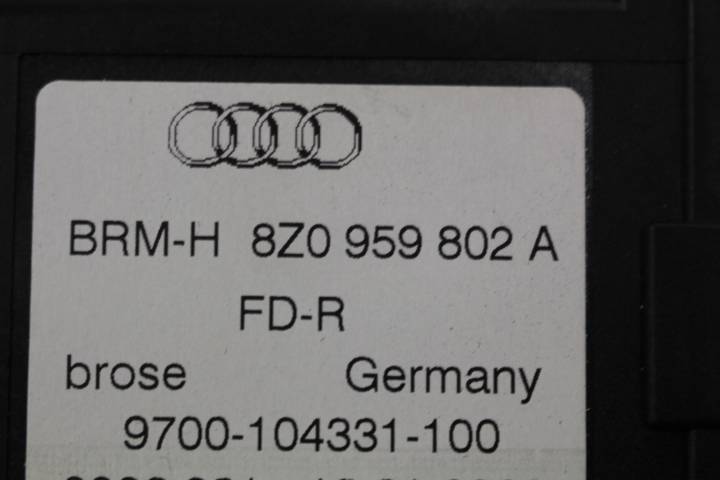 BRM-H 8Z0 959 802 A
FD-R
brose Germany
9700-104331-100